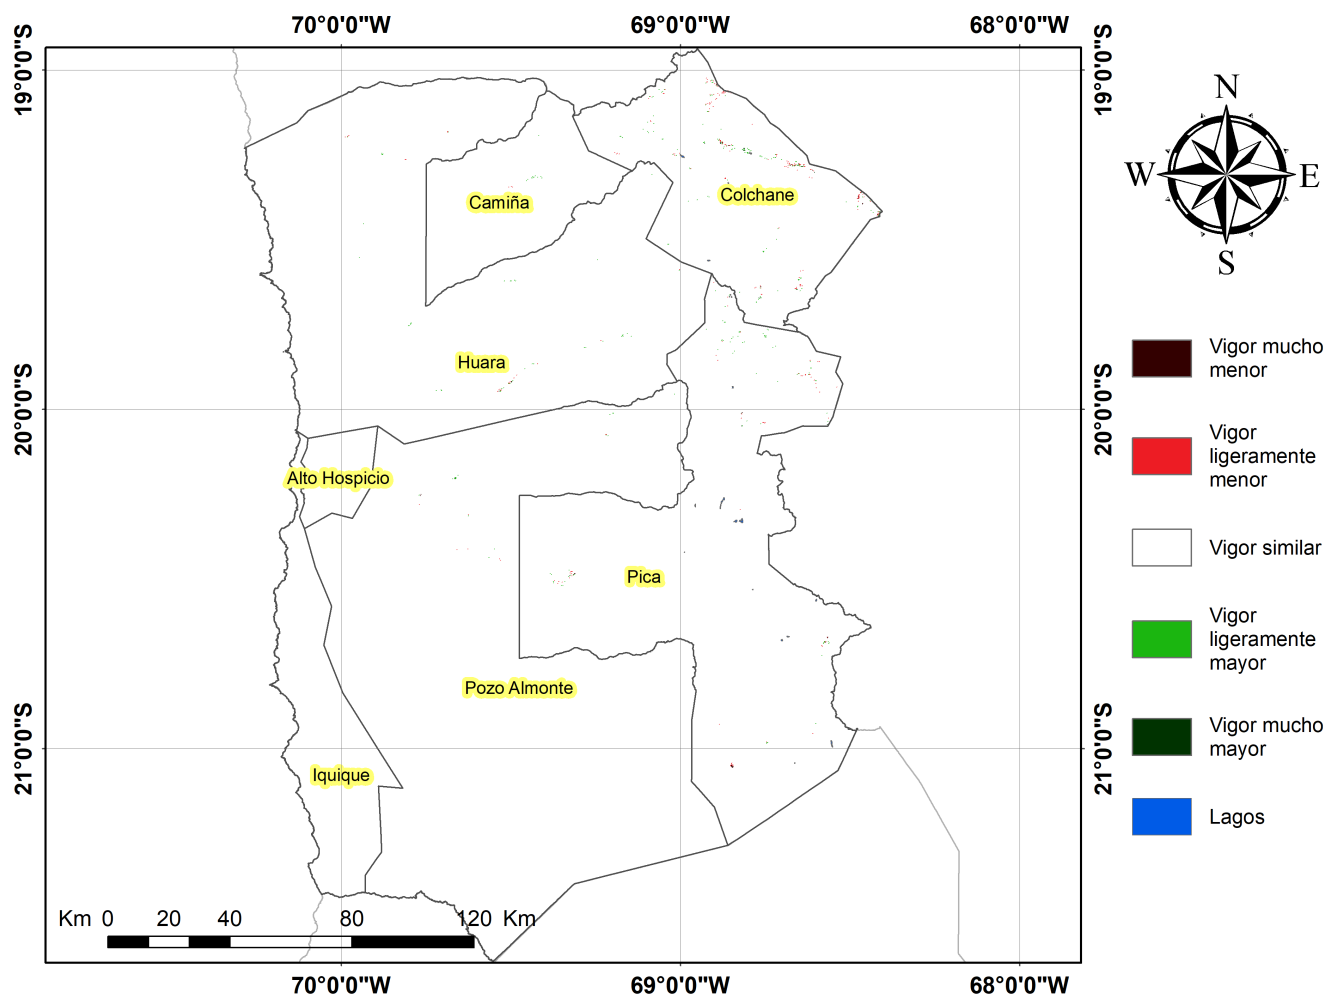 70°0'0"W
69°0'0"W
68°0'0"W
19°0'0"S
19°0'0"S
N
W
E
S
Camiña
Colchane
Huara
20°0'0"S
20°0'0"S
Alto Hospicio
Pica
Pozo Almonte
21°0'0"S
21°0'0"S
Iquique
Km 0 20 40 80 120 Km
70°0'0"W
69°0'0"W
68°0'0"W
Vigor mucho
menor
Vigor
ligeramente
menor
Vigor similar
Vigor
ligeramente
mayor
Vigor mucho
mayor
Lagos